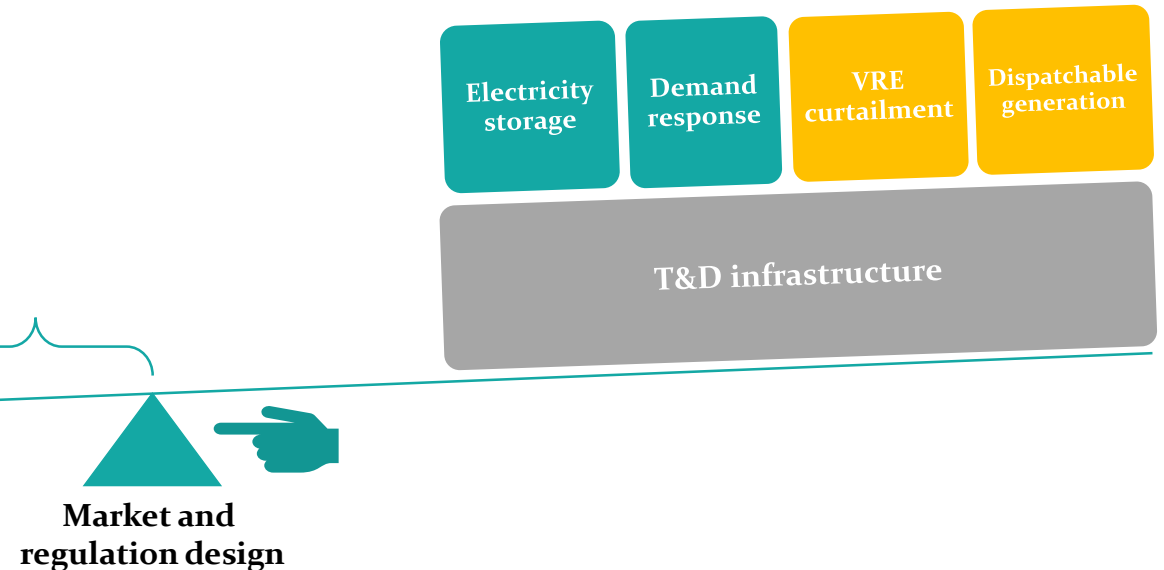 Electricity
storage
Demand
response
VRE
curtailment
Dispatchable
generation
T&D infrastructure
Market and
regulation design